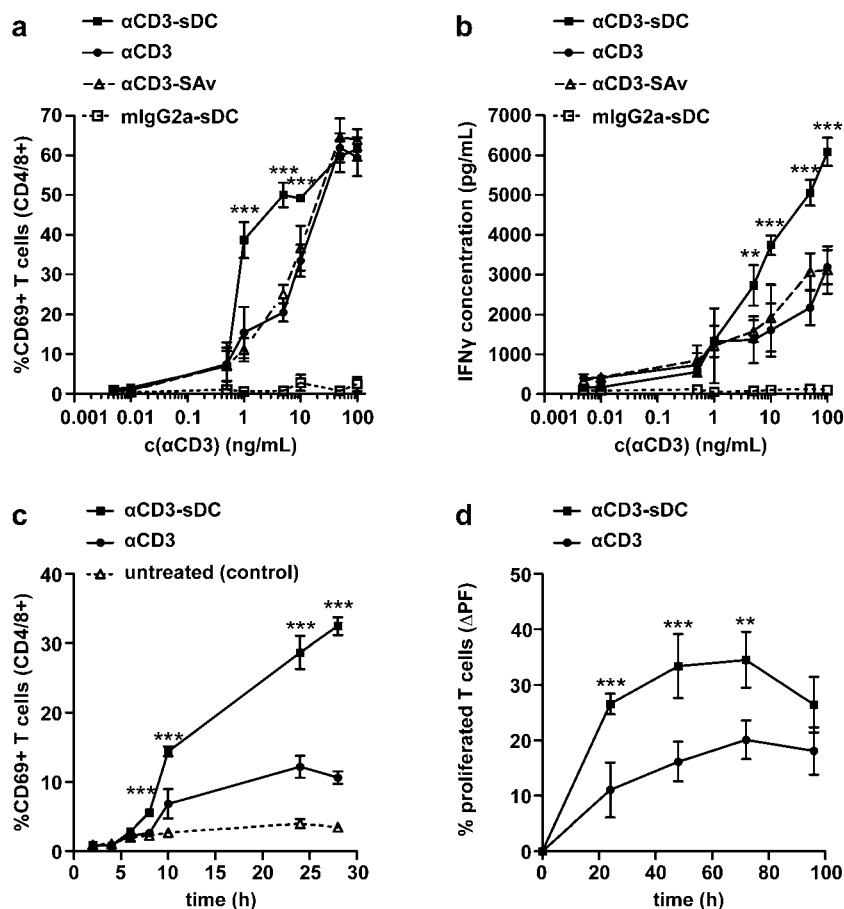 a
αCD3-sDC
αCD3
αCD3-SAv
mIgG2a-sDC
%CD69+ T cells (CD4/8+)
70
60
50
40
30
20
10
0
***
***
***
0.001 0.01 0.1 1 10 100
c(αCD3) (ng/mL)
b
αCD3-sDC
αCD3
αCD3-SAv
mIgG2a-sDC
IFNγ concentration (pg/mL)
7000
6000
5000
4000
3000
2000
1000
0
**
***
***
***
0.001 0.01 0.1 1 10 100
c(αCD3) (ng/mL)
c
αCD3-sDC
αCD3
untreated (control)
%CD69+ T cells (CD4/8+)
40
30
20
10
0
***
***
***
***
0 5 10 15 20 25 30
time (h)
d
αCD3-sDC
αCD3
% proliferated T cells (ΔPF)
50
40
30
20
10
0
***
***
**
0 20 40 60 80 100
time (h)